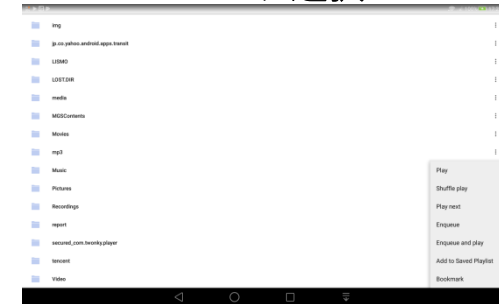 img
jp.co.yahoo.android.apps.transit
LISMO
LOST.DIR
media
MGSContents
Movies
mp3
Music
Pictures
Recordings
report
secured_com.twonky.player
tencent
Video
Play
Shuffle play
Play next
Enqueue
Enqueue and play
Add to Saved Playlist
Bookmark